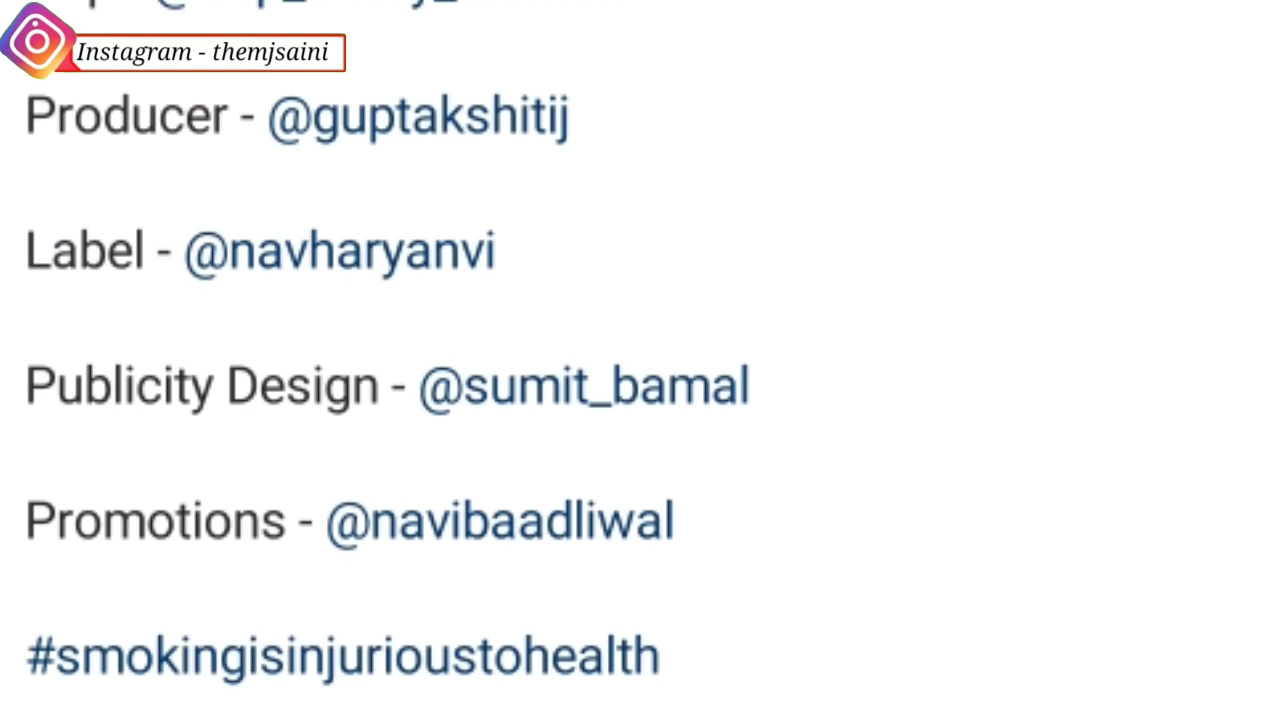 Instagram - themjsaini
Producer - @guptakshitij
Label - @navharyanvi
Publicity Design - @sumit_bamal
Promotions - @navibaadliwal
#smokingisinjurioustohealth